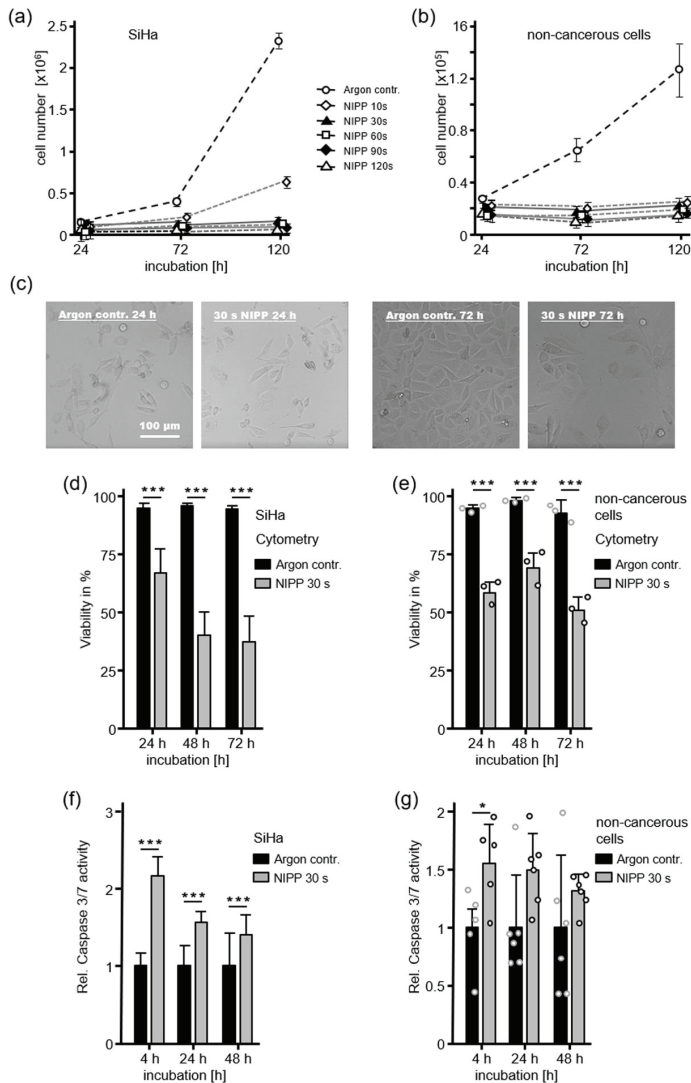 (a)
SiHa
cell number [x10⁶]
2.5
2
1.5
1
0.5
0
24
72
120
incubation [h]
Argon contr.
NIPP 10s
NIPP 30s
NIPP 60s
NIPP 90s
NIPP 120s
(b)
non-cancerous cells
cell number [x10⁵]
16
1.2
0.8
0.4
0.2
0
24
72
120
incubation [h]
(c)
Argon contr. 24 h
100 µm
30 s NIPP 24 h
Argon contr. 72 h
30 s NIPP 72 h
(d)
*** *** ***
Viability in %
100
75
50
25
0
24 h 48 h 72 h
incubation [h]
SiHa
Cytometry
Argon contr.
NIPP 30 s
(e)
*** *** ***
Viability in %
100
75
50
25
0
24 h 48 h 72 h
incubation [h]
non-cancerous
cells
Cytometry
Argon contr.
NIPP 30 s
(f)
*** *** ***
Rel. Caspase 3/7 activity
3
2
1
0
4 h 24 h 48 h
incubation [h]
SiHa
Argon contr.
NIPP 30 s
(g)
*
Rel. Caspase 3/7 activity
2
1.5
1
0.5
0
4 h 24 h 48 h
incubation [h]
non-cancerous
cells
Argon contr.
NIPP 30 s